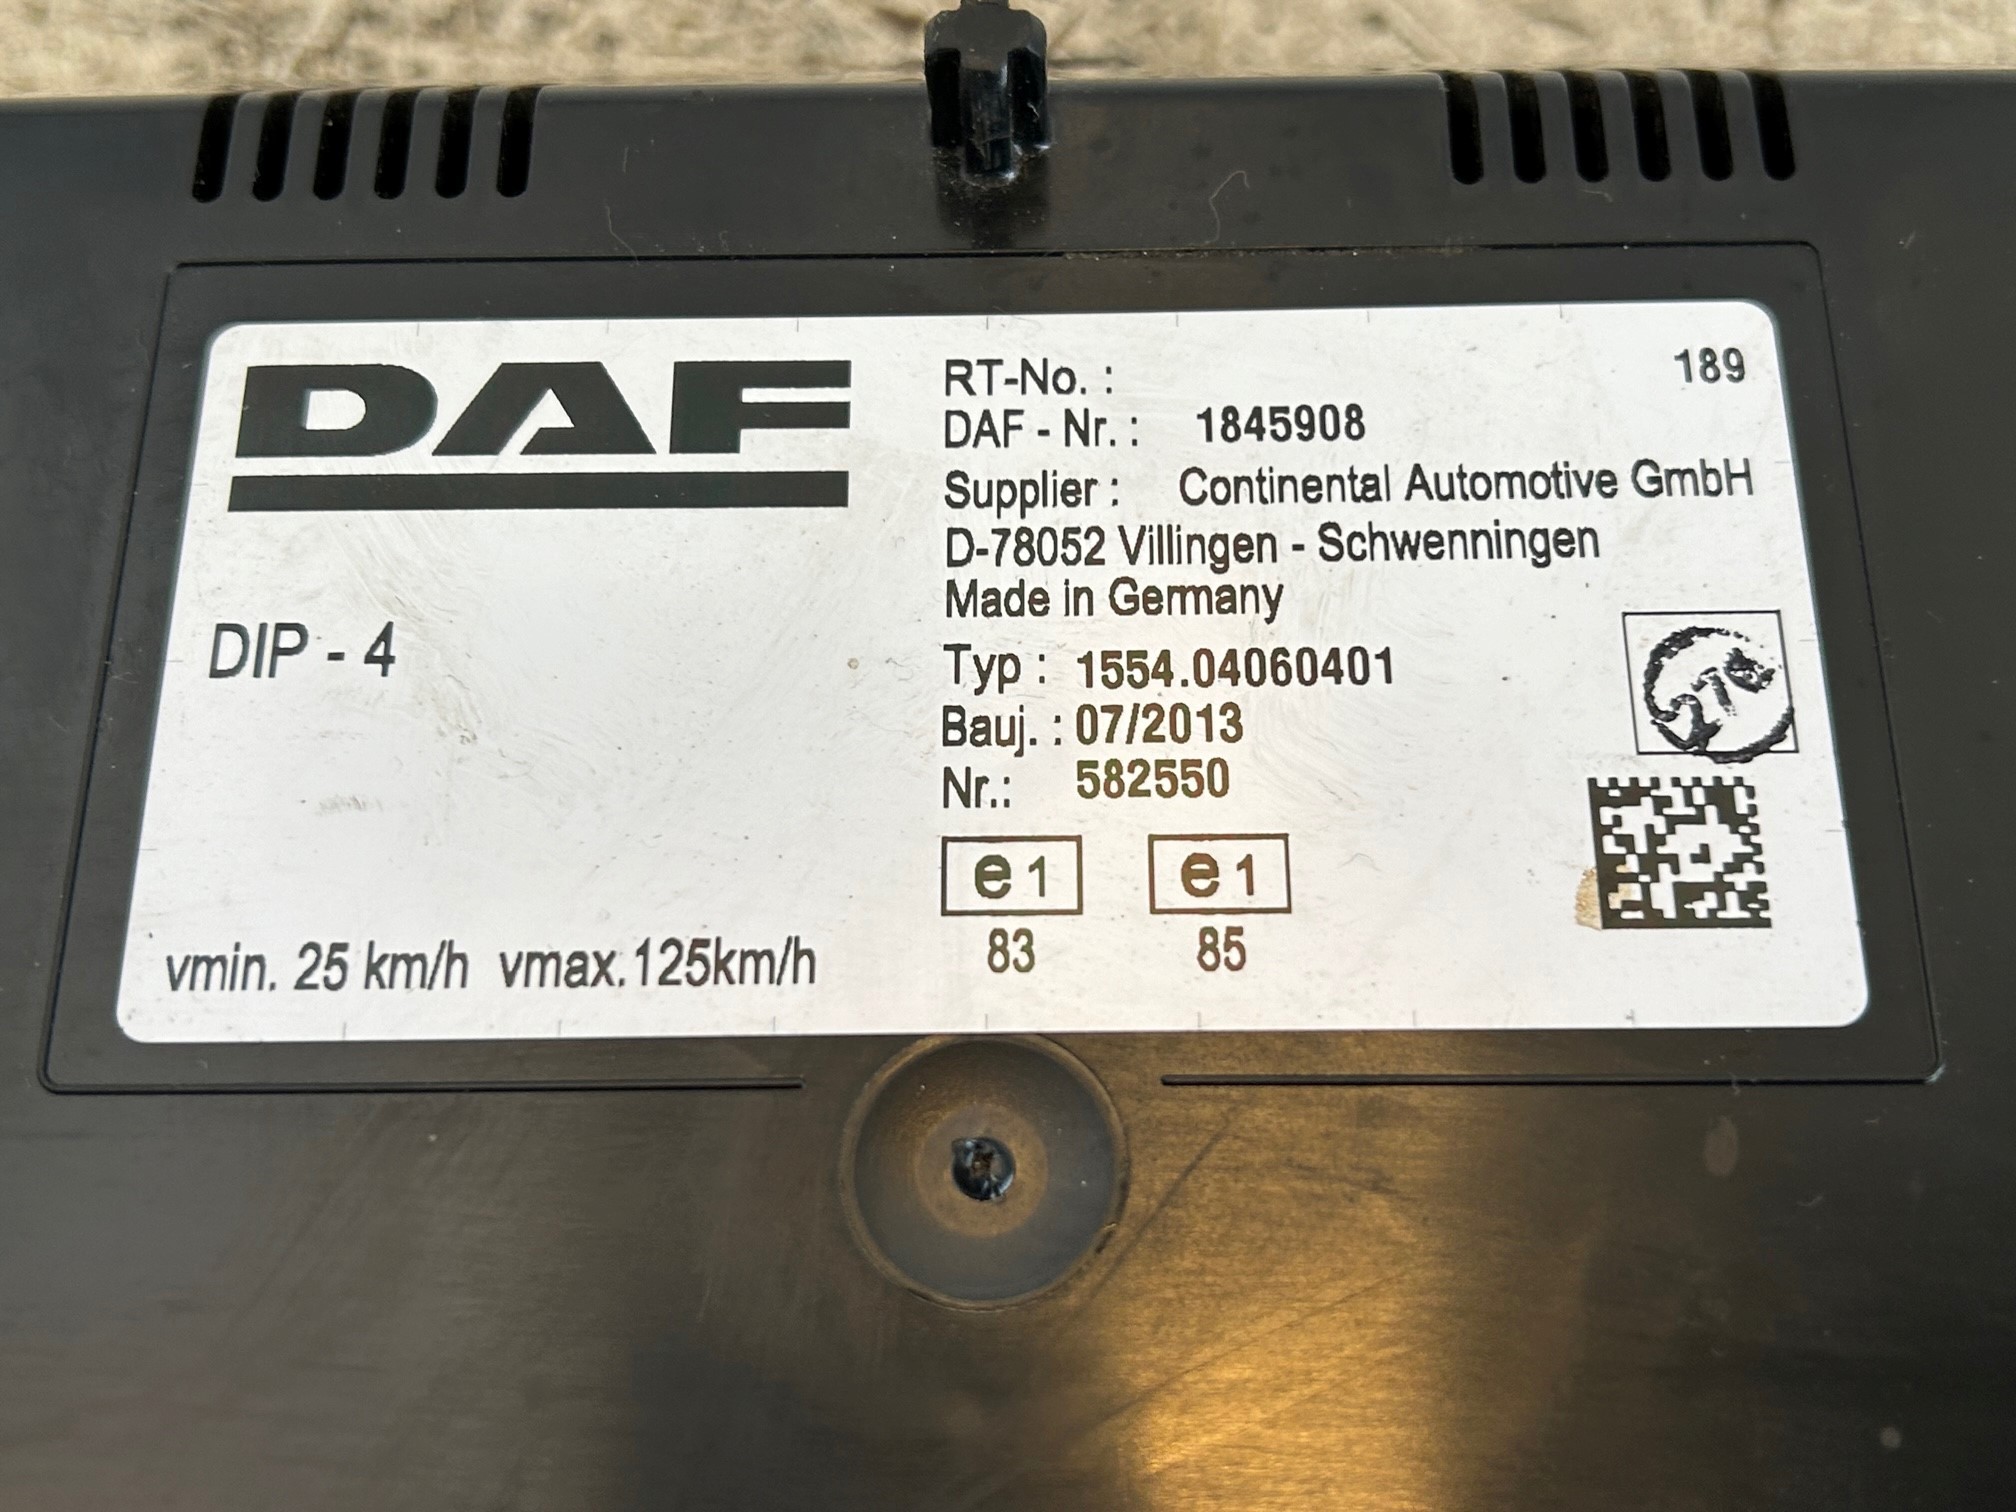 DAF
RT-No. : 189
DAF - Nr. : 1845908
Supplier : Continental Automotive GmbH
D-78052 Villingen - Schwenningen
Made in Germany
DIP - 4
Typ : 1554.04060401
Bauj. : 07/2013
Nr.: 582550
e1 e1
83 85
vmin. 25 km/h vmax.125km/h